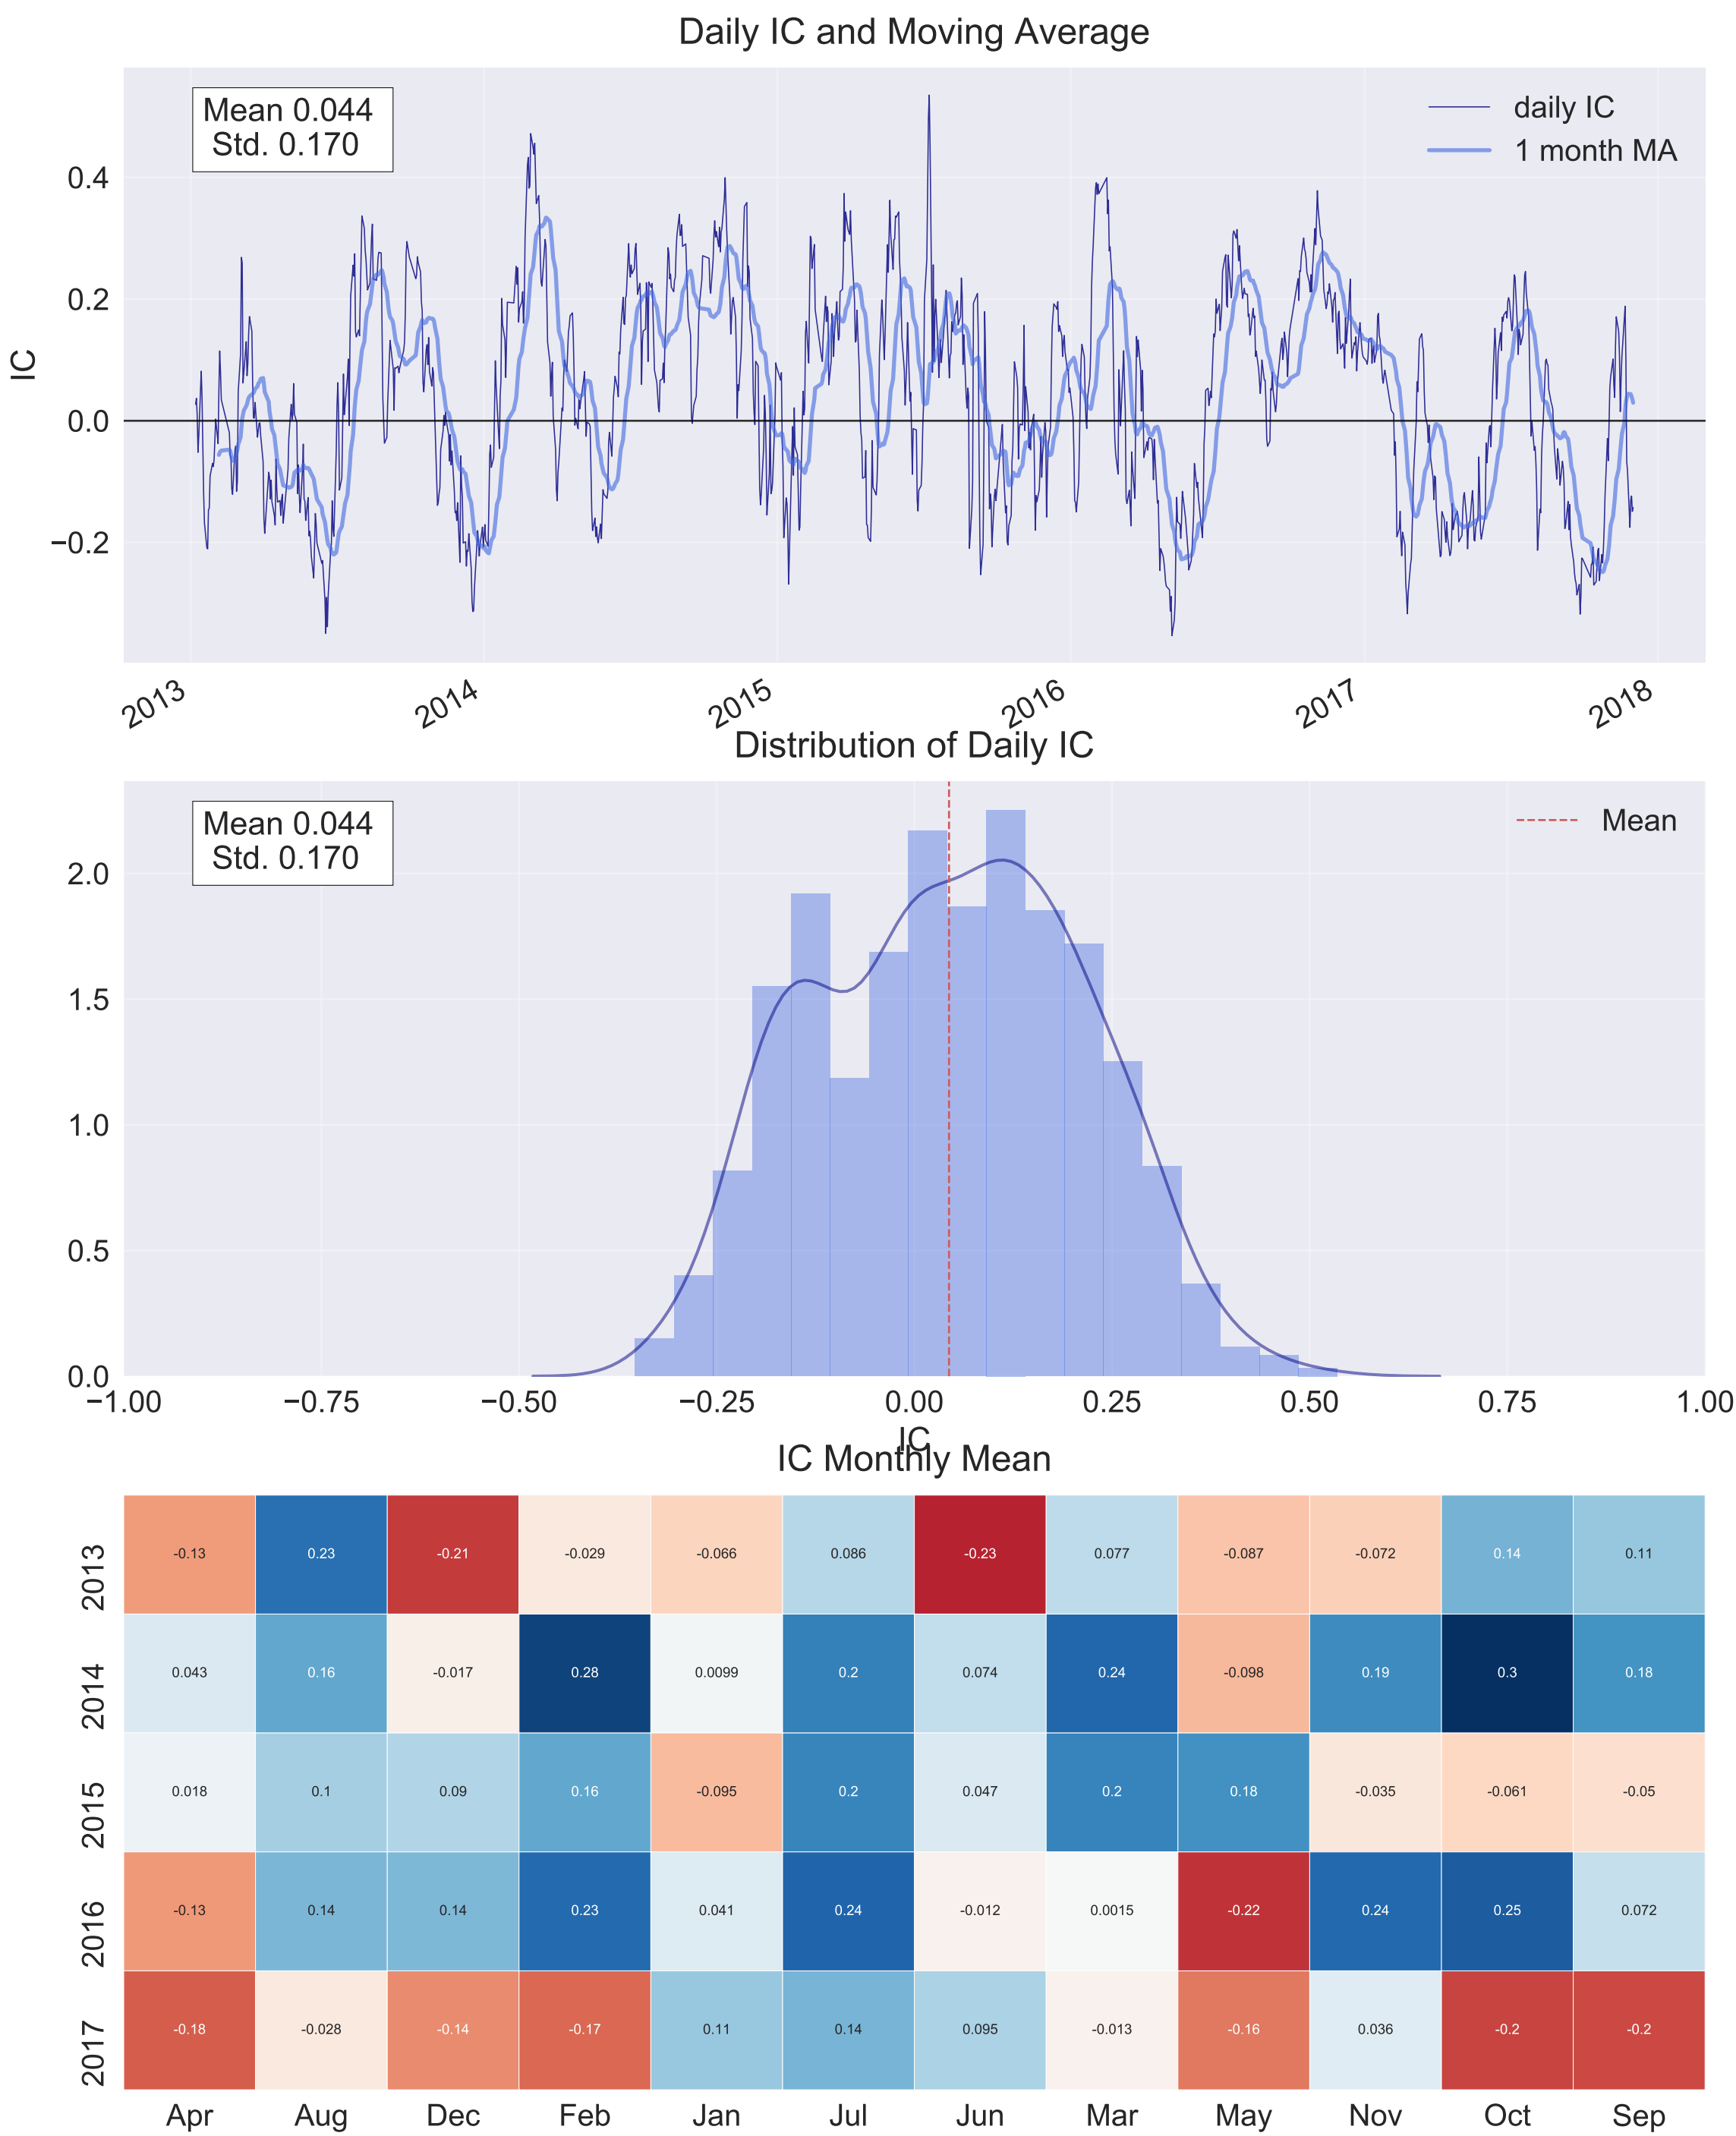 Daily IC and Moving Average
Mean 0.044
Std. 0.170
daily IC
1 month MA
IC
0.4
0.2
0.0
−0.2
2013 2014 2015 2016 2017 2018
Distribution of Daily IC
Mean 0.044
Std. 0.170
Mean
2.0
1.5
1.0
0.5
0.0
−1.00 −0.75 −0.50 −0.25 0.00 0.25 0.50 0.75 1.00
IC
IC Monthly Mean
2013 -0.13 0.23 -0.21 -0.029 -0.066 0.086 -0.23 0.077 -0.087 -0.072 0.14 0.11
2014 0.043 0.16 -0.017 0.28 0.0099 0.2 0.074 0.24 -0.098 0.19 0.3 0.18
2015 0.018 0.1 0.09 0.16 -0.095 0.2 0.047 0.2 0.18 -0.035 -0.061 -0.05
2016 -0.13 0.14 0.14 0.23 0.041 0.24 -0.012 0.0015 -0.22 0.24 0.25 0.072
2017 -0.18 -0.028 -0.14 -0.17 0.11 0.14 0.095 -0.013 -0.16 0.036 -0.2 -0.2
Apr Aug Dec Feb Jan Jul Jun Mar May Nov Oct Sep